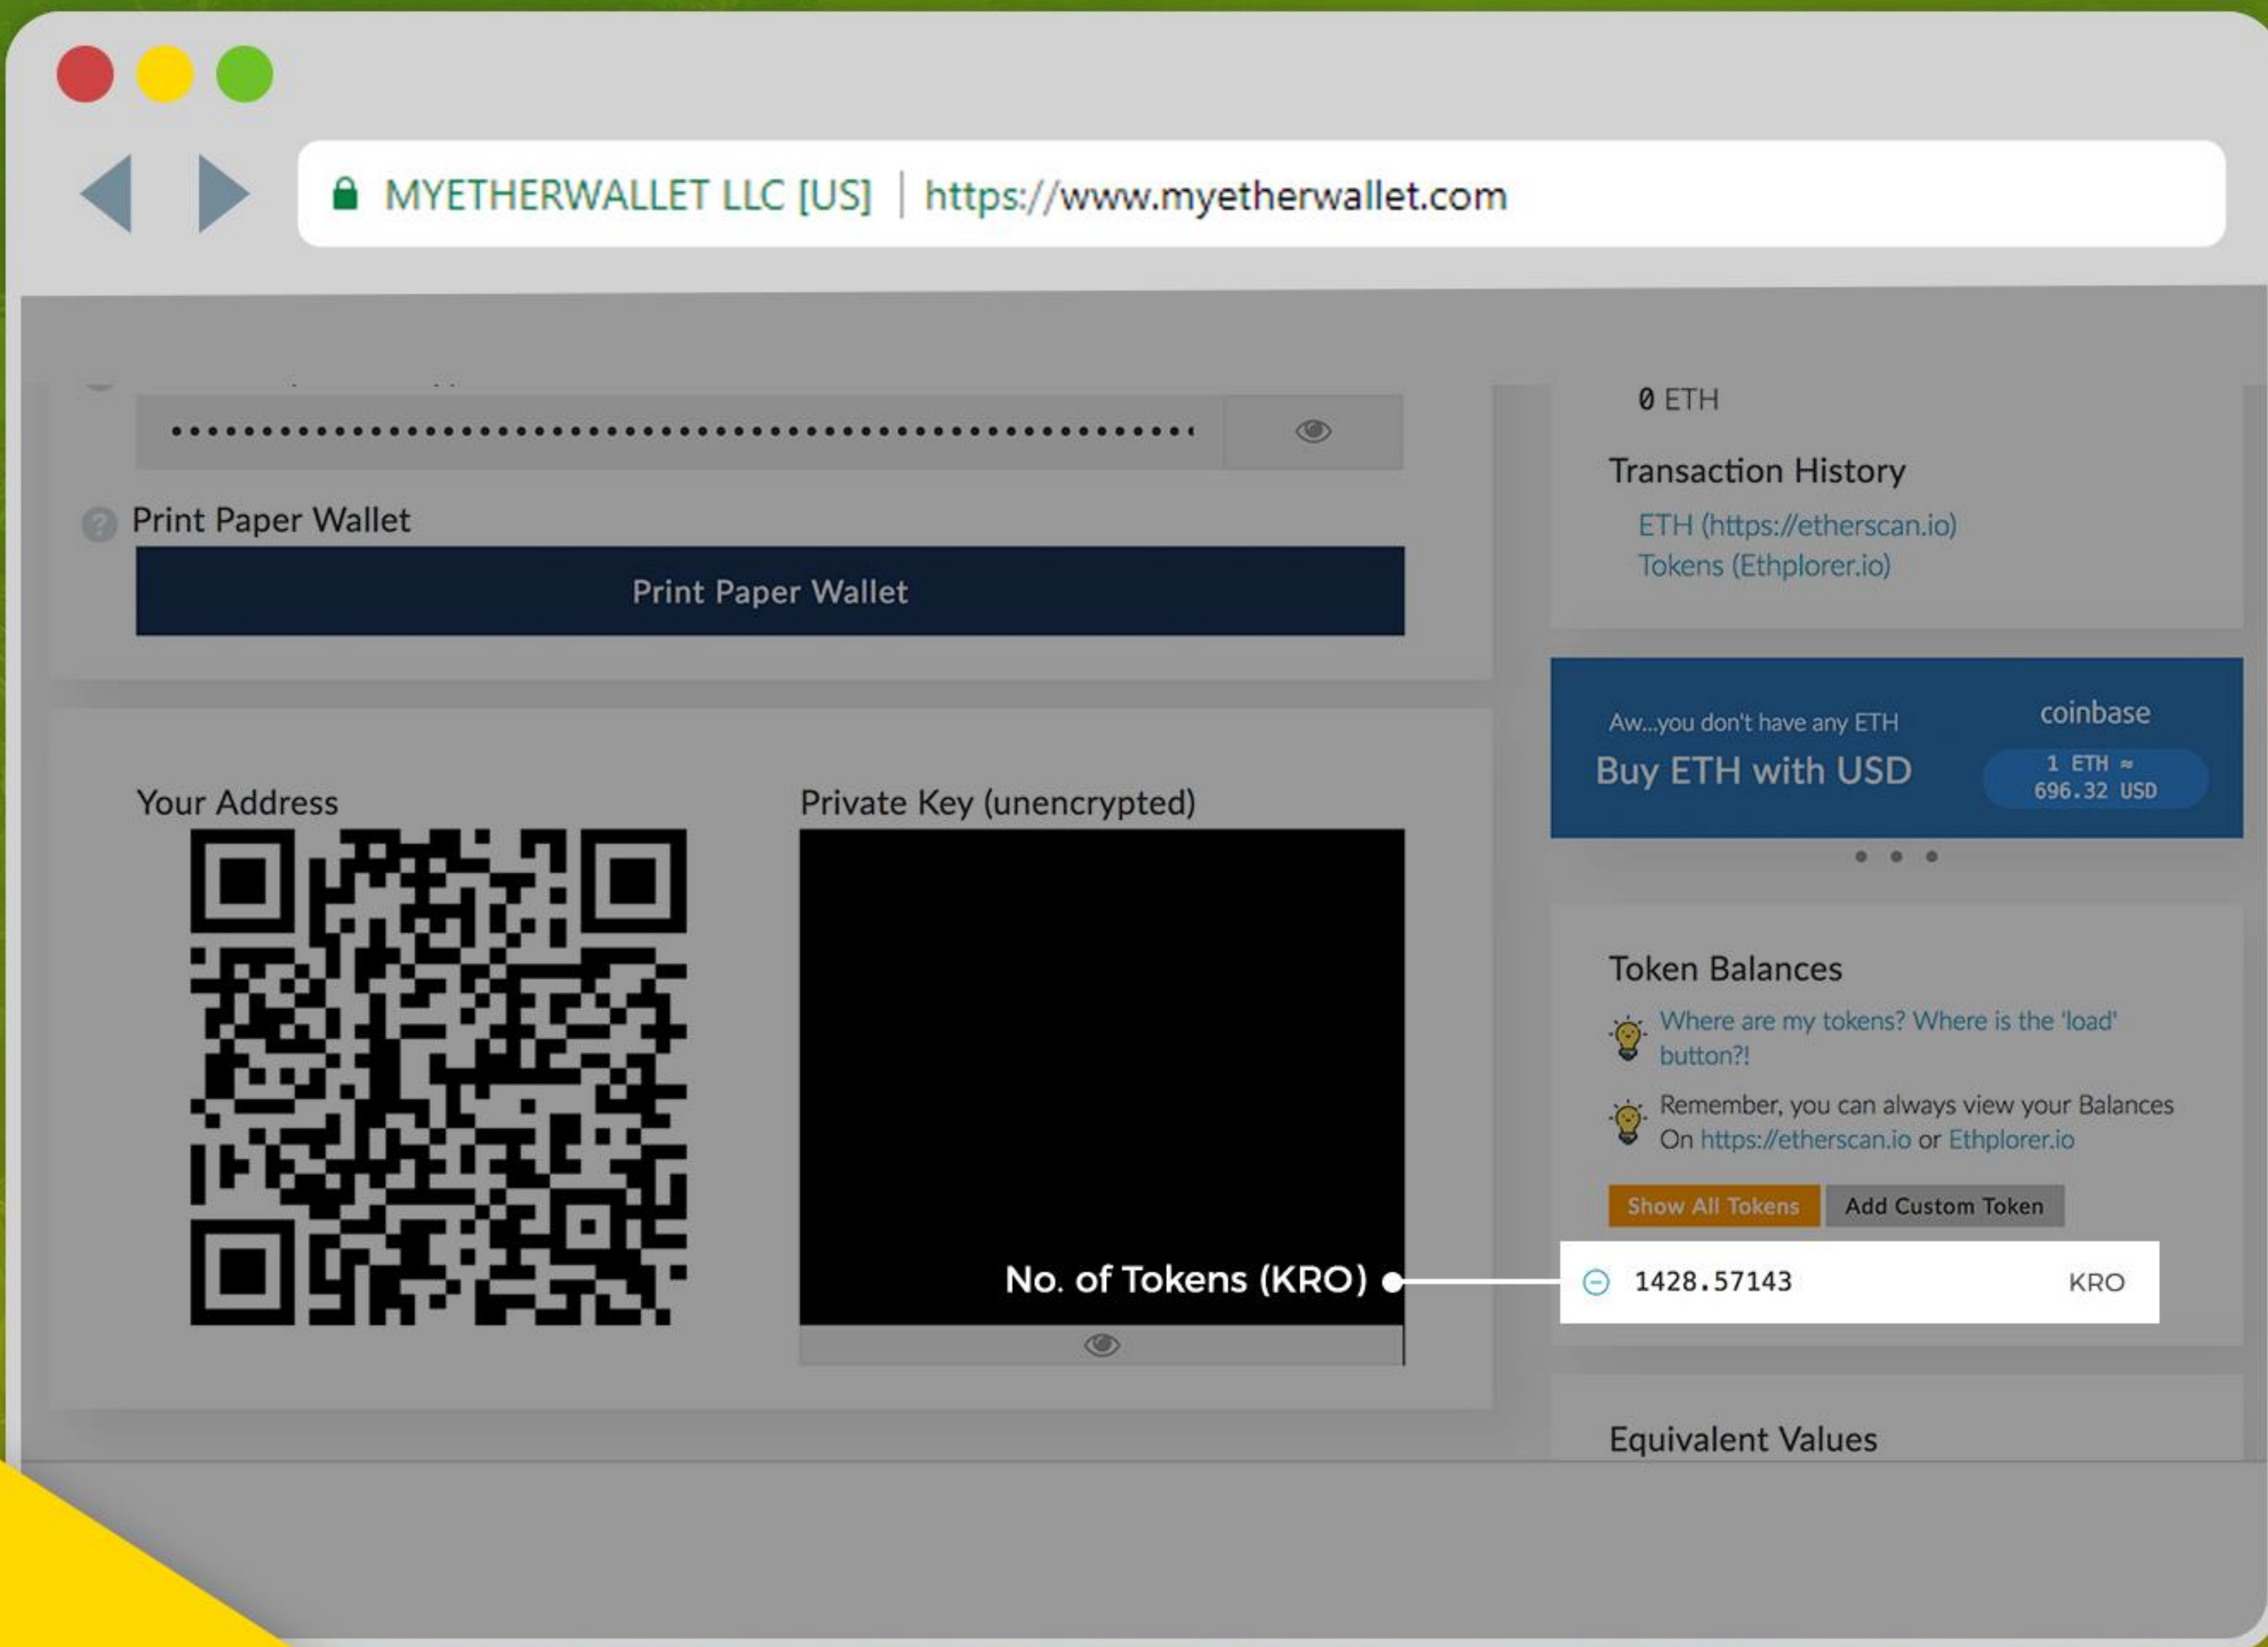 MYETHERWALLET LLC [US] | https://www.myetherwallet.com
Print Paper Wallet
Print Paper Wallet
Your Address
Private Key (unencrypted)
No. of Tokens (KRO)
0 ETH
Transaction History
ETH (https://etherscan.io)
Tokens (Ethplorer.io)
Aw...you don't have any ETH
Buy ETH with USD
coinbase
1 ETH ≈
696.32 USD
Token Balances
Where are my tokens? Where is the 'load'
button?!
Remember, you can always view your Balances
On https://etherscan.io or Ethplorer.io
Show All Tokens
Add Custom Token
1428.57143 KRO
Equivalent Values